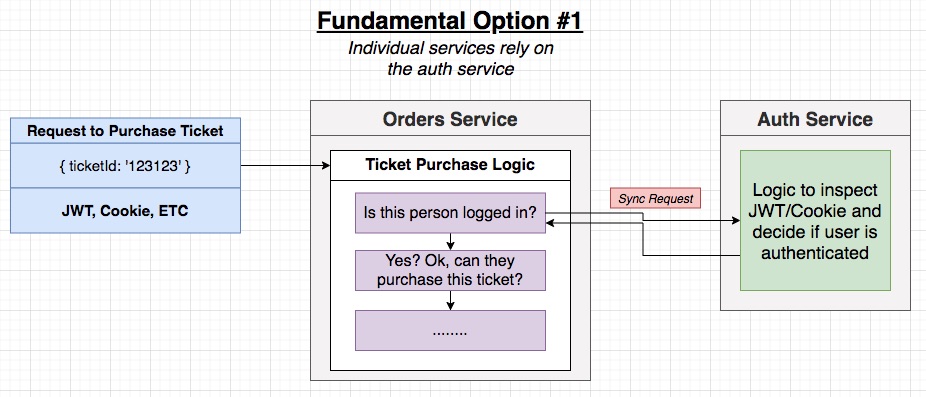 Fundamental Option #1
Individual services rely on
the auth service
Request to Purchase Ticket
{ ticketId: '123123' }
JWT, Cookie, ETC
Orders Service
Ticket Purchase Logic
Is this person logged in?
Yes? Ok, can they
purchase this ticket?
........
Sync Request
Auth Service
Logic to inspect
JWT/Cookie and
decide if user is
authenticated